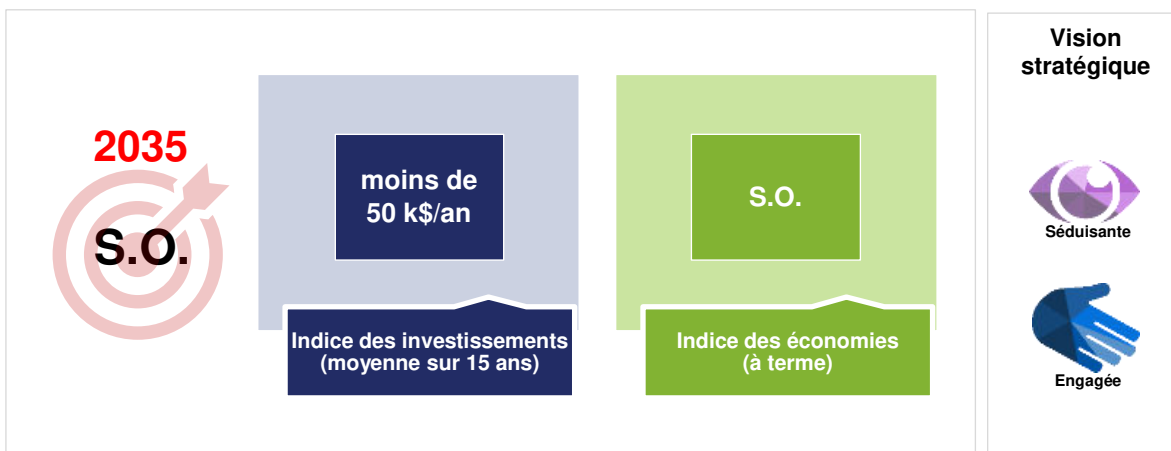 2035
S.O.
moins de
50 k$/an
Indice des investissements
(moyenne sur 15 ans)
S.O.
Indice des économies
(à terme)
Vision
stratégique
Séduisante
Engagée